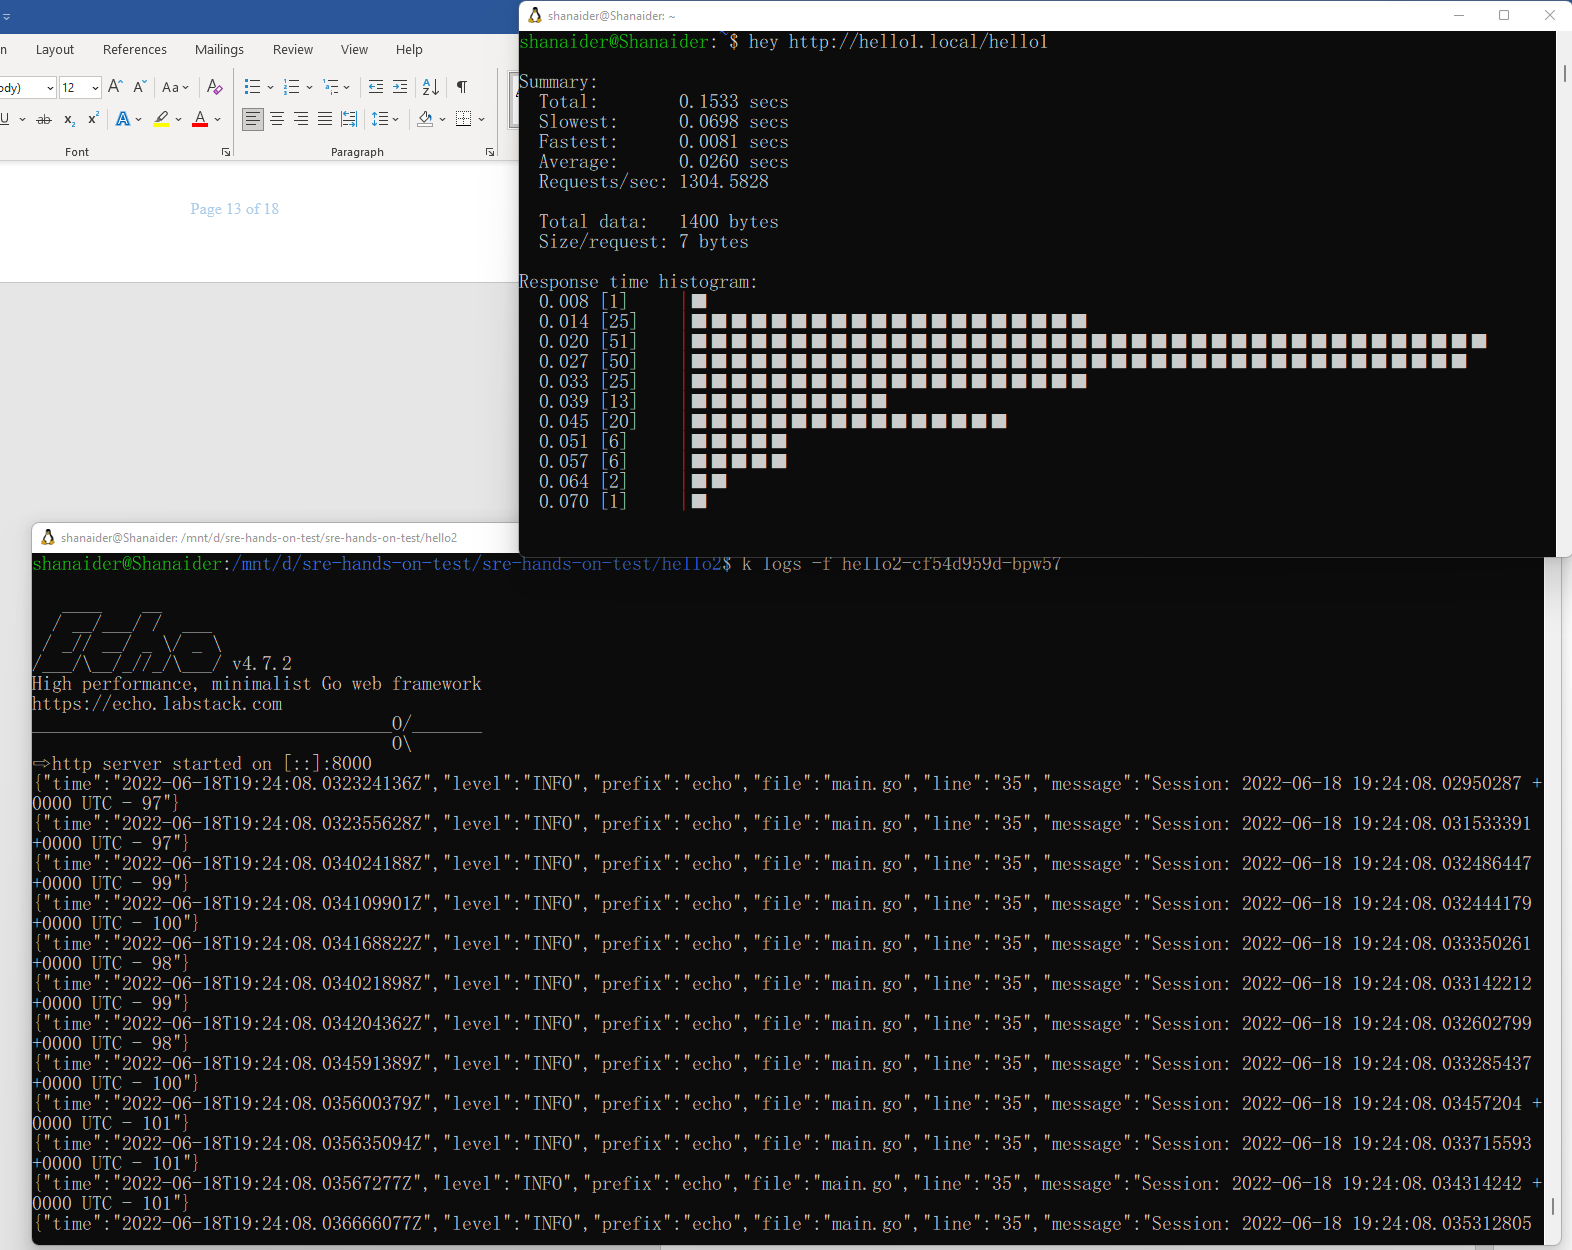 Layout References Mailings Review View Help
12 Aa
Font Paragraph
Page 13 of 18
shanaider@Shanaider: ~
shanaider@Shanaider:~$ hey http://hello1.local/hello1
Summary:
Total: 0.1533 secs
Slowest: 0.0698 secs
Fastest: 0.0081 secs
Average: 0.0260 secs
Requests/sec: 1304.5828
Total data: 1400 bytes
Size/request: 7 bytes
Response time histogram:
0.008 [1]
0.014 [25]
0.020 [51]
0.027 [50]
0.033 [25]
0.039 [13]
0.045 [20]
0.051 [6]
0.057 [6]
0.064 [2]
0.070 [1]
shanaider@Shanaider: /mnt/d/sre-hands-on-test/sre-hands-on-test/hello2
shanaider@Shanaider:/mnt/d/sre-hands-on-test/sre-hands-on-test/hello2$ k logs -f hello2-cf54d959d-bpw57
Echo v4.7.2
High performance, minimalist Go web framework
https://echo.labstack.com
____________________________________O/_______
O\
⇨http server started on [::]:8000
{"time":"2022-06-18T19:24:08.032324136Z","level":"INFO","prefix":"echo","file":"main.go","line":"35","message":"Session: 2022-06-18 19:24:08.02950287 +
0000 UTC - 97"}
{"time":"2022-06-18T19:24:08.032355628Z","level":"INFO","prefix":"echo","file":"main.go","line":"35","message":"Session: 2022-06-18 19:24:08.031533391
+0000 UTC - 97"}
{"time":"2022-06-18T19:24:08.034024188Z","level":"INFO","prefix":"echo","file":"main.go","line":"35","message":"Session: 2022-06-18 19:24:08.032486447
+0000 UTC - 99"}
{"time":"2022-06-18T19:24:08.034109901Z","level":"INFO","prefix":"echo","file":"main.go","line":"35","message":"Session: 2022-06-18 19:24:08.032444179
+0000 UTC - 100"}
{"time":"2022-06-18T19:24:08.034168822Z","level":"INFO","prefix":"echo","file":"main.go","line":"35","message":"Session: 2022-06-18 19:24:08.033350261
+0000 UTC - 98"}
{"time":"2022-06-18T19:24:08.034021898Z","level":"INFO","prefix":"echo","file":"main.go","line":"35","message":"Session: 2022-06-18 19:24:08.033142212
+0000 UTC - 99"}
{"time":"2022-06-18T19:24:08.034204362Z","level":"INFO","prefix":"echo","file":"main.go","line":"35","message":"Session: 2022-06-18 19:24:08.032602799
+0000 UTC - 98"}
{"time":"2022-06-18T19:24:08.034591389Z","level":"INFO","prefix":"echo","file":"main.go","line":"35","message":"Session: 2022-06-18 19:24:08.033285437
+0000 UTC - 100"}
{"time":"2022-06-18T19:24:08.035600379Z","level":"INFO","prefix":"echo","file":"main.go","line":"35","message":"Session: 2022-06-18 19:24:08.03457204 +
0000 UTC - 101"}
{"time":"2022-06-18T19:24:08.035635094Z","level":"INFO","prefix":"echo","file":"main.go","line":"35","message":"Session: 2022-06-18 19:24:08.033715593
+0000 UTC - 101"}
{"time":"2022-06-18T19:24:08.03567277Z","level":"INFO","prefix":"echo","file":"main.go","line":"35","message":"Session: 2022-06-18 19:24:08.034314242 +
0000 UTC - 101"}
{"time":"2022-06-18T19:24:08.036666077Z","level":"INFO","prefix":"echo","file":"main.go","line":"35","message":"Session: 2022-06-18 19:24:08.035312805